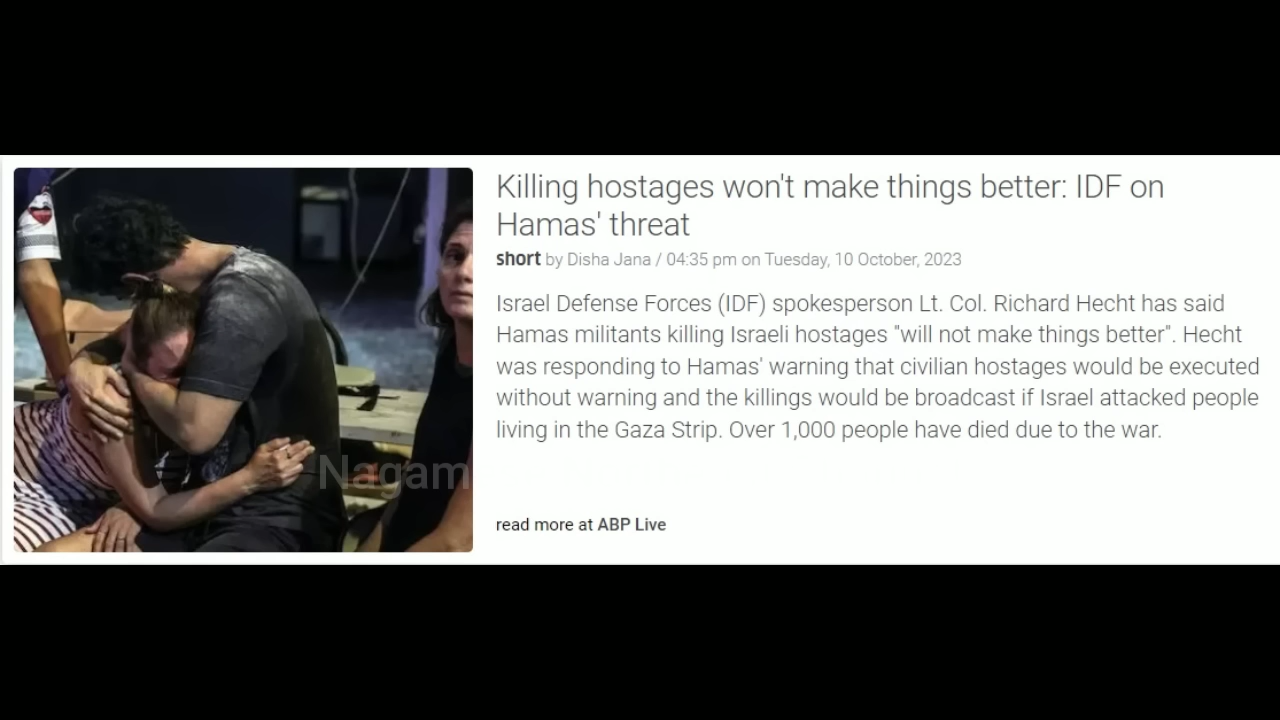 Killing hostages won't make things better: IDF on
Hamas' threat
short by Disha Jana / 04:35 pm on Tuesday, 10 October, 2023
Israel Defense Forces (IDF) spokesperson Lt. Col. Richard Hecht has said
Hamas militants killing Israeli hostages "will not make things better". Hecht
was responding to Hamas' warning that civilian hostages would be executed
without warning and the killings would be broadcast if Israel attacked people
living in the Gaza Strip. Over 1,000 people have died due to the war.
Nagam
read more at ABP Live